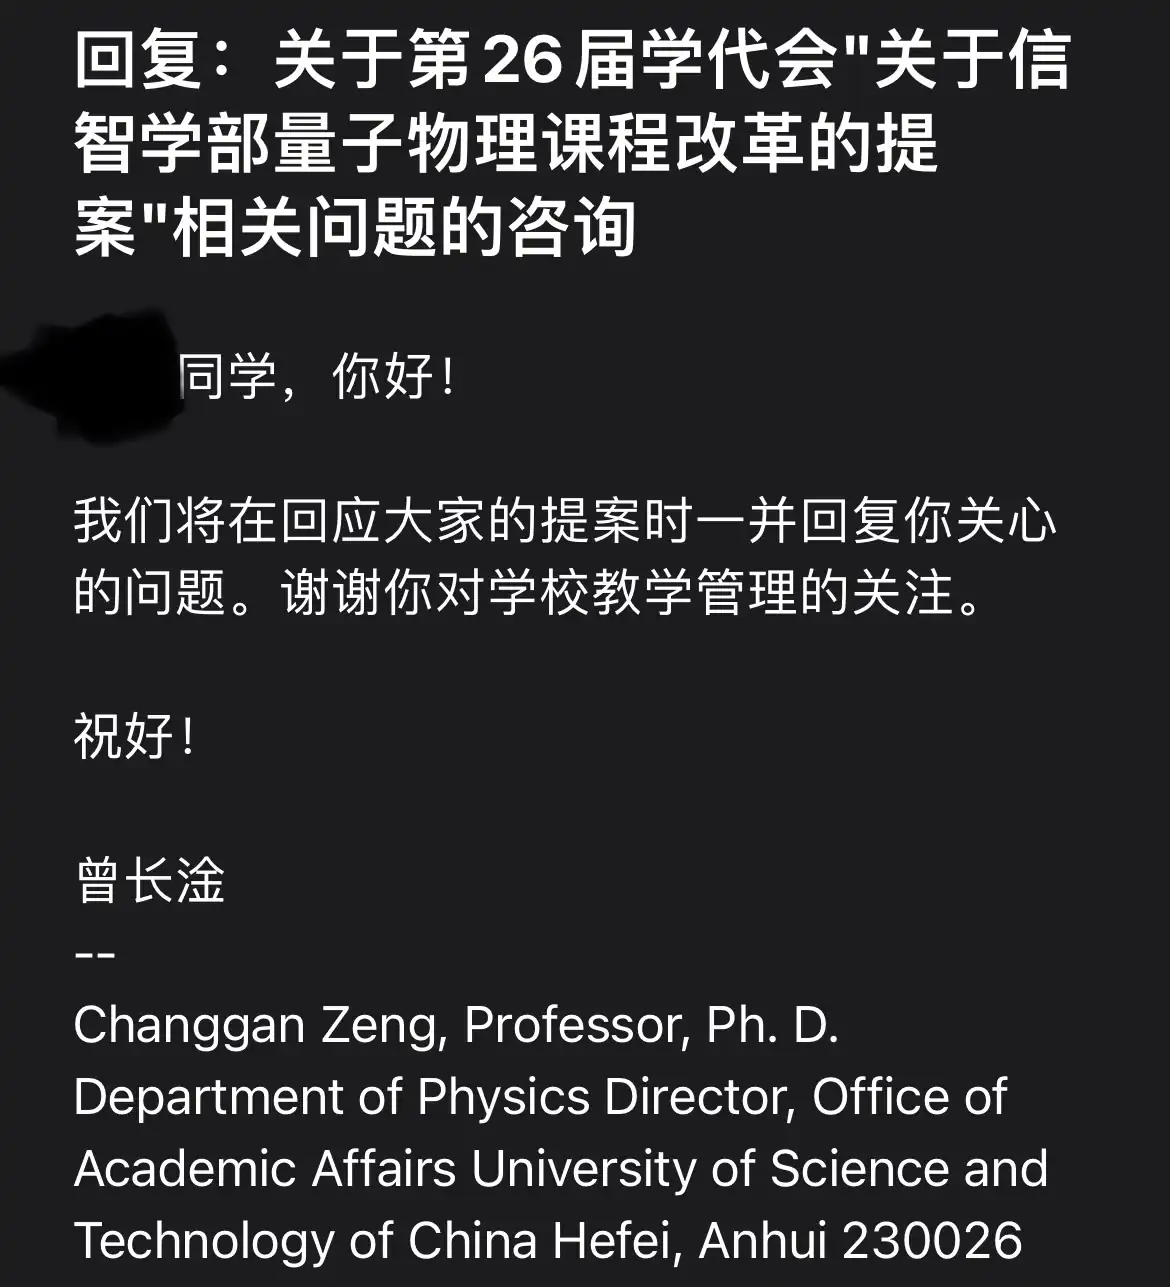 回复：关于第26届学代会"关于信
智学部量子物理课程改革的提
案"相关问题的咨询
同学，你好！
我们将在回应大家的提案时一并回复你关心
的问题。谢谢你对学校教学管理的关注。
祝好！
曾长淦
--
Changgan Zeng, Professor, Ph. D.
Department of Physics Director, Office of
Academic Affairs University of Science and
Technology of China Hefei, Anhui 230026